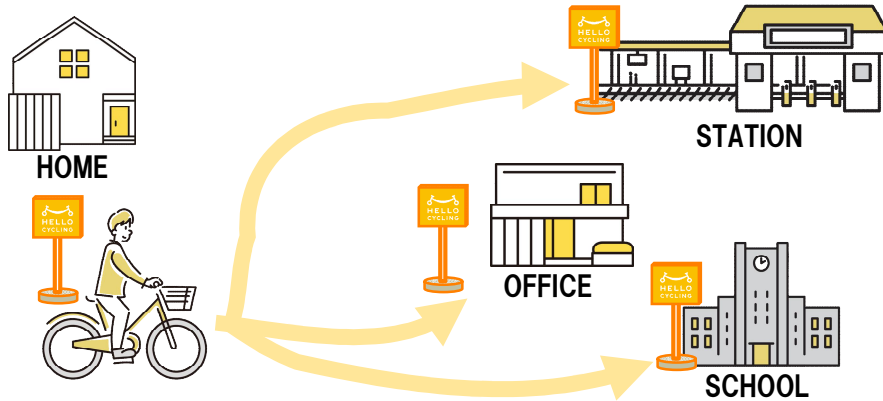 HELLO
CYCLING
STATION
HOME
HELLO
CYCLING
HELLO
CYCLING
OFFICE
HELLO
CYCLING
SCHOOL